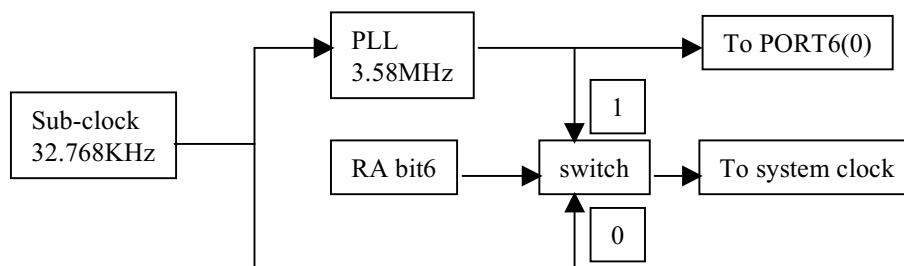 PLL
3.58MHz
To PORT6(0)
Sub-clock
32.768KHz
1
RA bit6
switch
To system clock
0